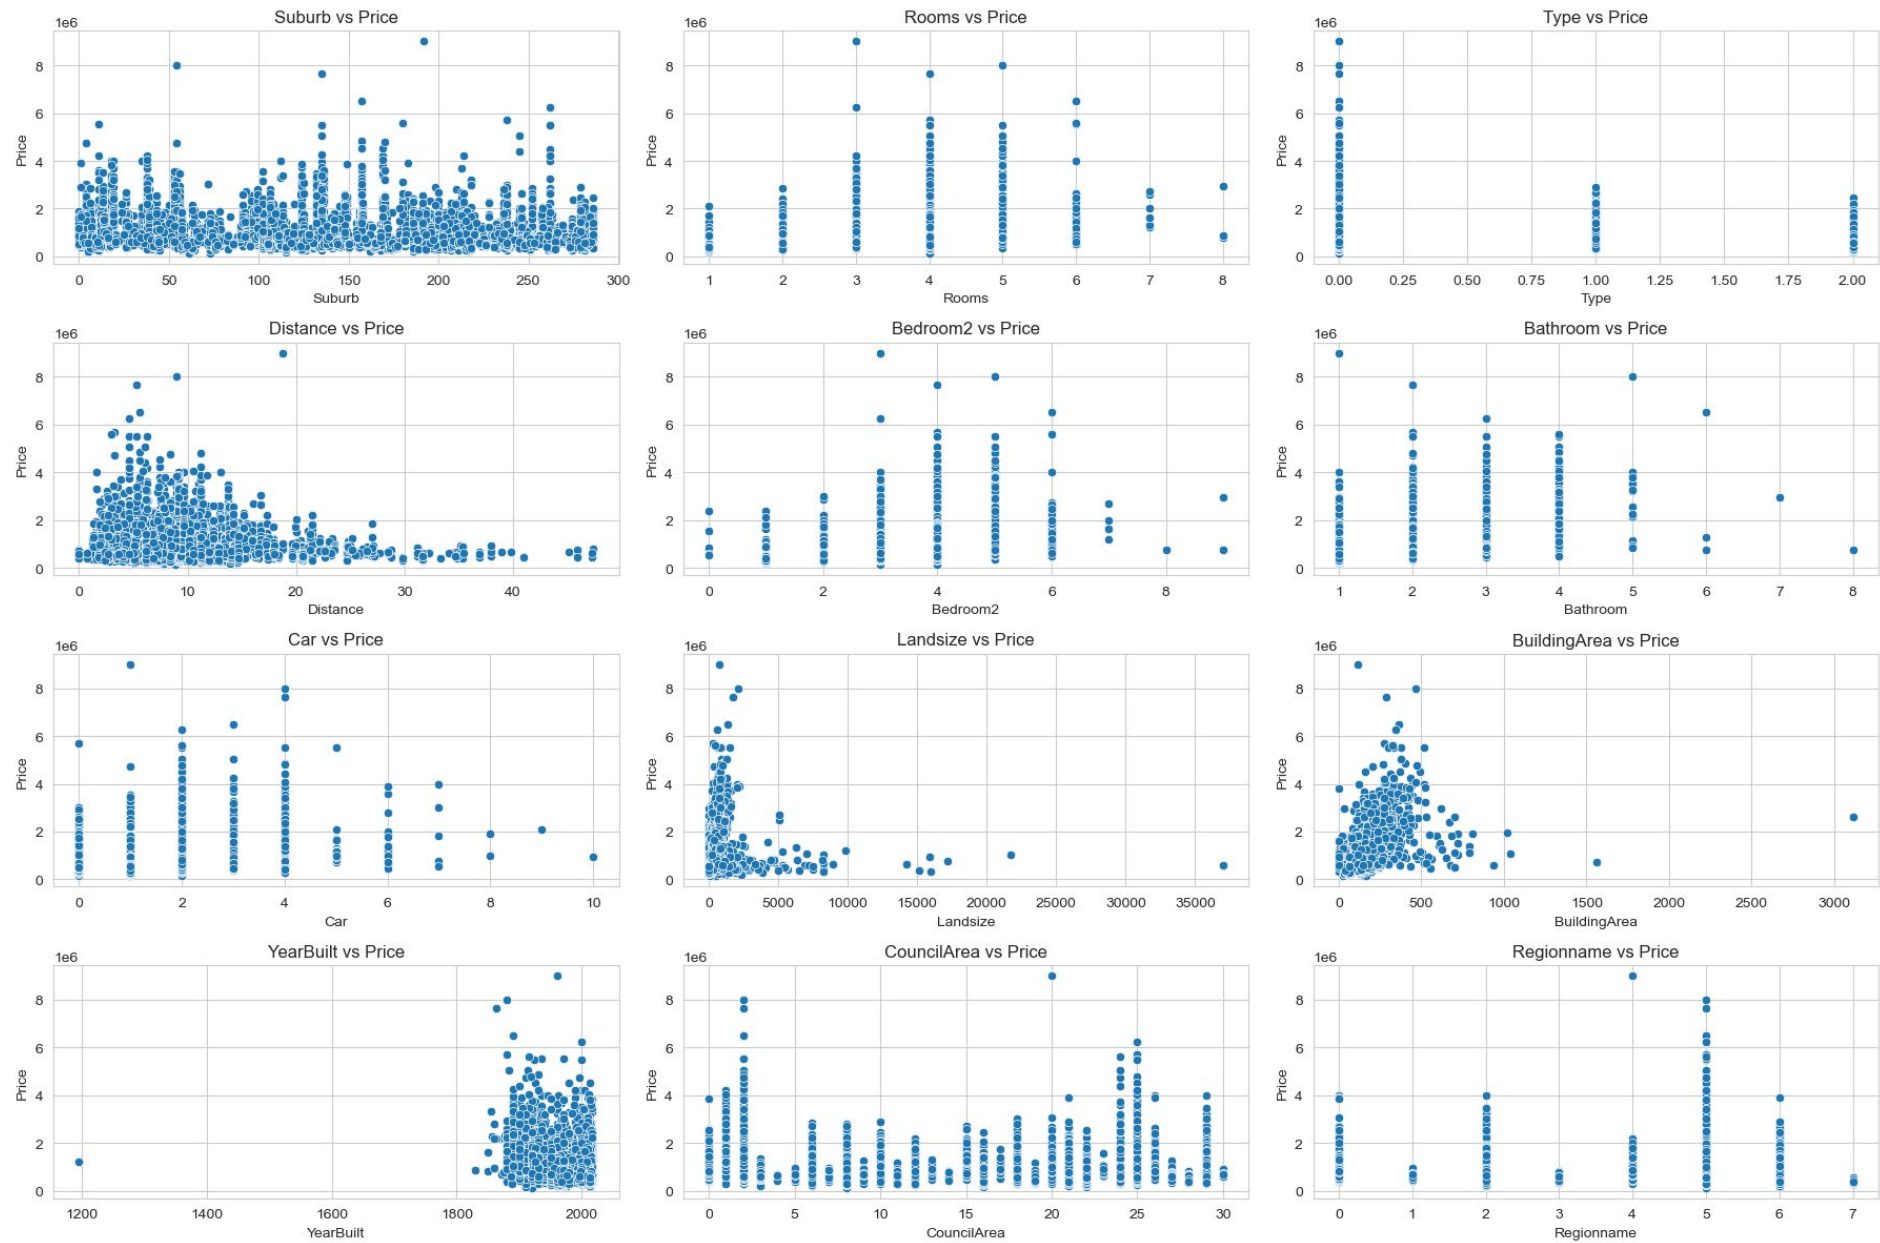 Suburb vs Price
1e6
Price
8
6
4
2
0
0 50 100 150 200 250 300
Suburb
Rooms vs Price
1e6
Price
8
6
4
2
0
1 2 3 4 5 6 7 8
Rooms
Type vs Price
1e6
Price
8
6
4
2
0
0.00 0.25 0.50 0.75 1.00 1.25 1.50 1.75 2.00
Type
Distance vs Price
1e6
Price
8
6
4
2
0
0 10 20 30 40
Distance
Bedroom2 vs Price
1e6
Price
8
6
4
2
0
0 2 4 6 8
Bedroom2
Bathroom vs Price
1e6
Price
8
6
4
2
0
1 2 3 4 5 6 7 8
Bathroom
Car vs Price
1e6
Price
8
6
4
2
0
0 2 4 6 8 10
Car
Landsize vs Price
1e6
Price
8
6
4
2
0
0 5000 10000 15000 20000 25000 30000 35000
Landsize
BuildingArea vs Price
1e6
Price
8
6
4
2
0
0 500 1000 1500 2000 2500 3000
BuildingArea
YearBuilt vs Price
1e6
Price
8
6
4
2
0
1200 1400 1600 1800 2000
YearBuilt
CouncilArea vs Price
1e6
Price
8
6
4
2
0
0 5 10 15 20 25 30
CouncilArea
Regionname vs Price
1e6
Price
8
6
4
2
0
0 1 2 3 4 5 6 7
Regionname